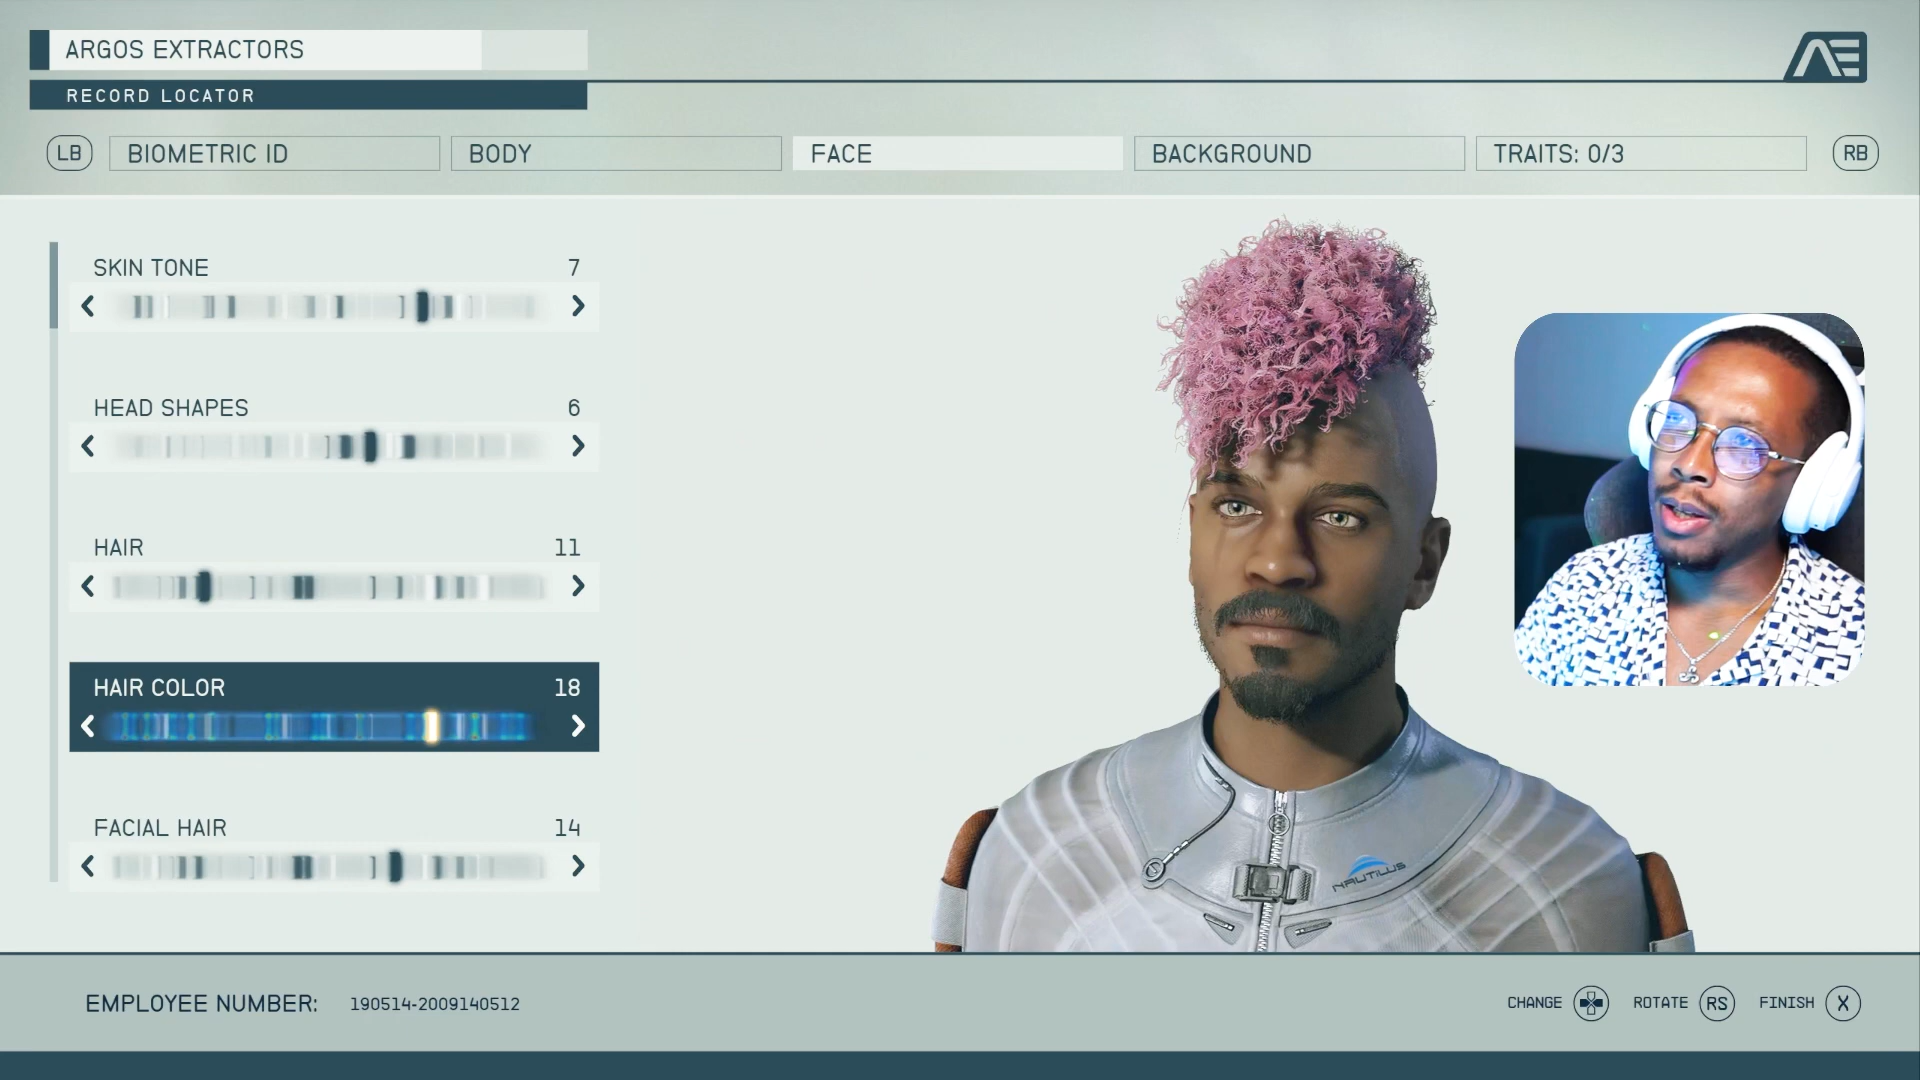 ARGOS EXTRACTORS
AE
RECORD LOCATOR
LB
BIOMETRIC ID
BODY
FACE
BACKGROUND
TRAITS: 0/3
RB
SKIN TONE 7
HEAD SHAPES 6
HAIR 11
HAIR COLOR 18
FACIAL HAIR 14
NAUTILUS
EMPLOYEE NUMBER: 190514-2009140512
CHANGE
ROTATE RS
FINISH X